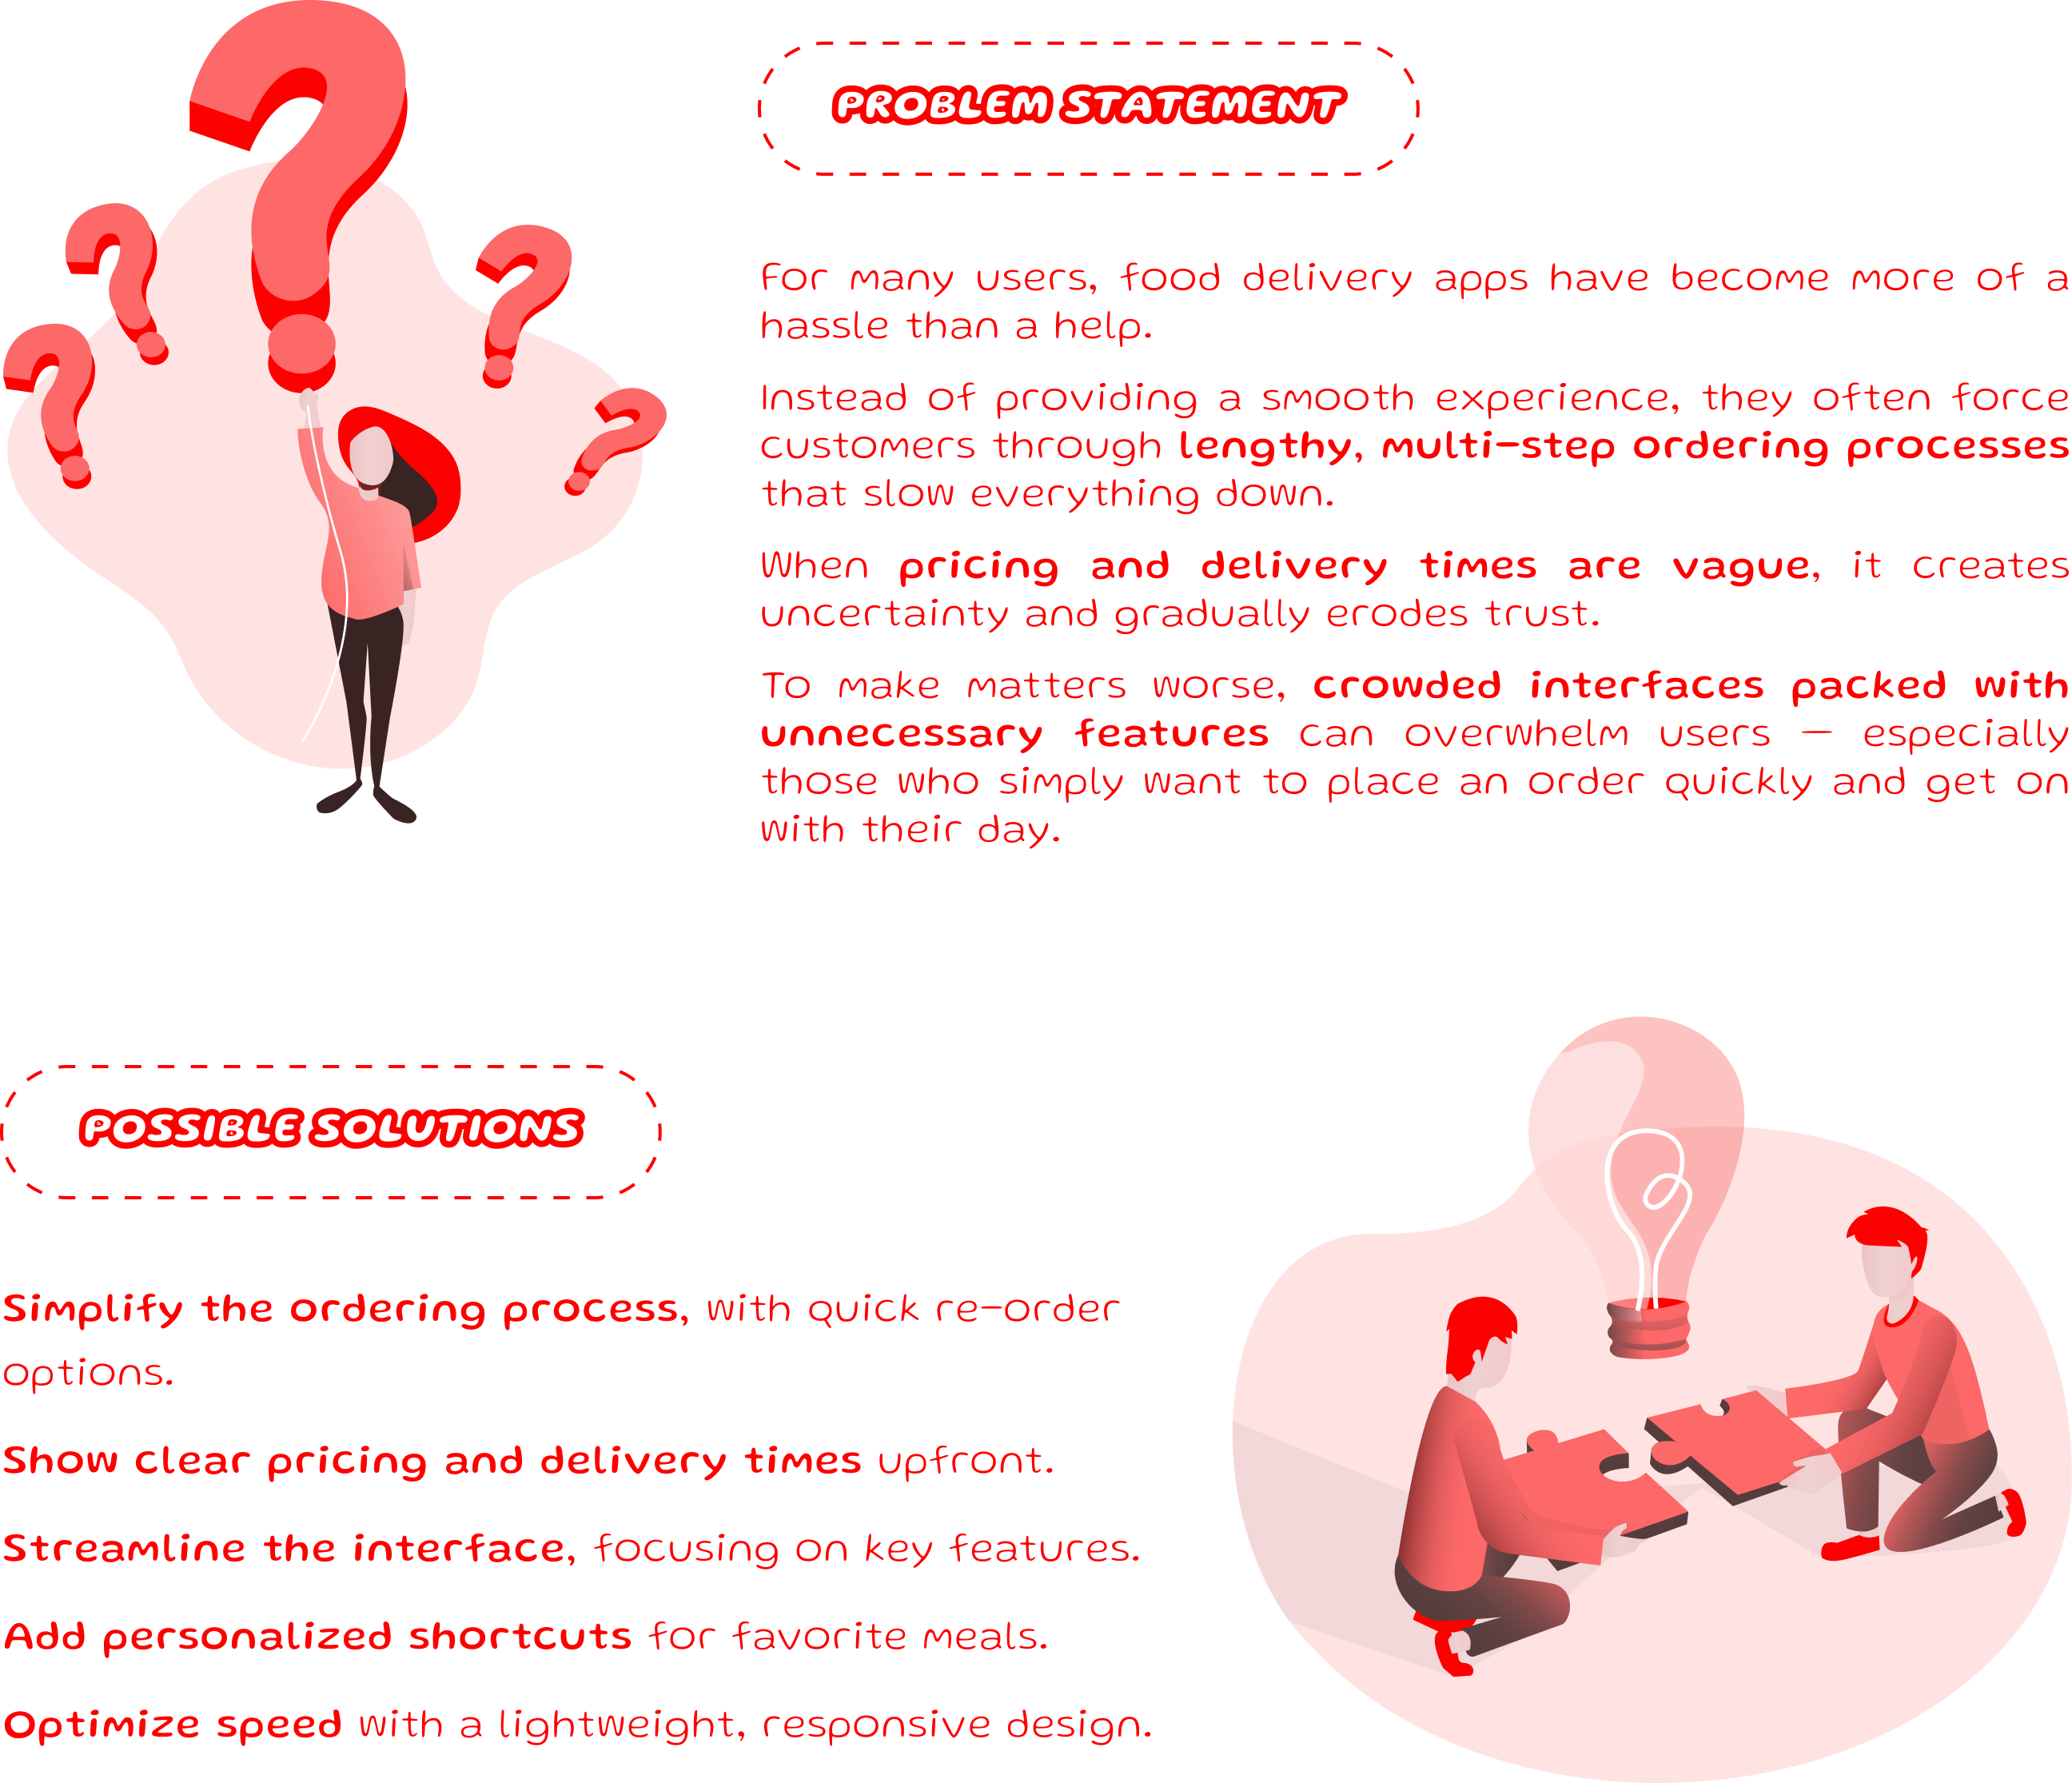 PROBLEM STATEMENT
For many users, food delivery apps have become more of a
hassle than a help.
Instead of providing a smooth experience, they often force
customers through lengthy, multi-step ordering processes
that slow everything down.
When pricing and delivery times are vague, it creates
uncertainty and gradually erodes trust.
To make matters worse, crowded interfaces packed with
unnecessary features can overwhelm users — especially
those who simply want to place an order quickly and get on
with their day.
POSSIBLE SOLUTIONS
Simplify the ordering process, with quick re-order
options.
Show clear pricing and delivery times upfront.
Streamline the interface, focusing on key features.
Add personalized shortcuts for favorite meals.
Optimize speed with a lightweight, responsive design.